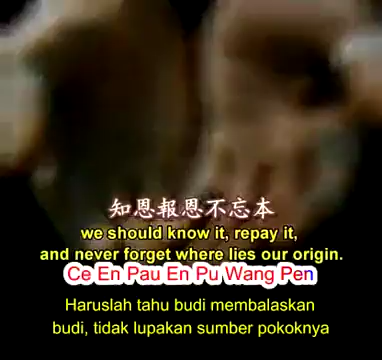 知恩報恩不忘本
we should know it, repay it,
and never forget where lies our origin.
Ce En Pau En Pu Wang Pen
Haruslah tahu budi membalaskan
budi, tidak lupakan sumber pokoknya